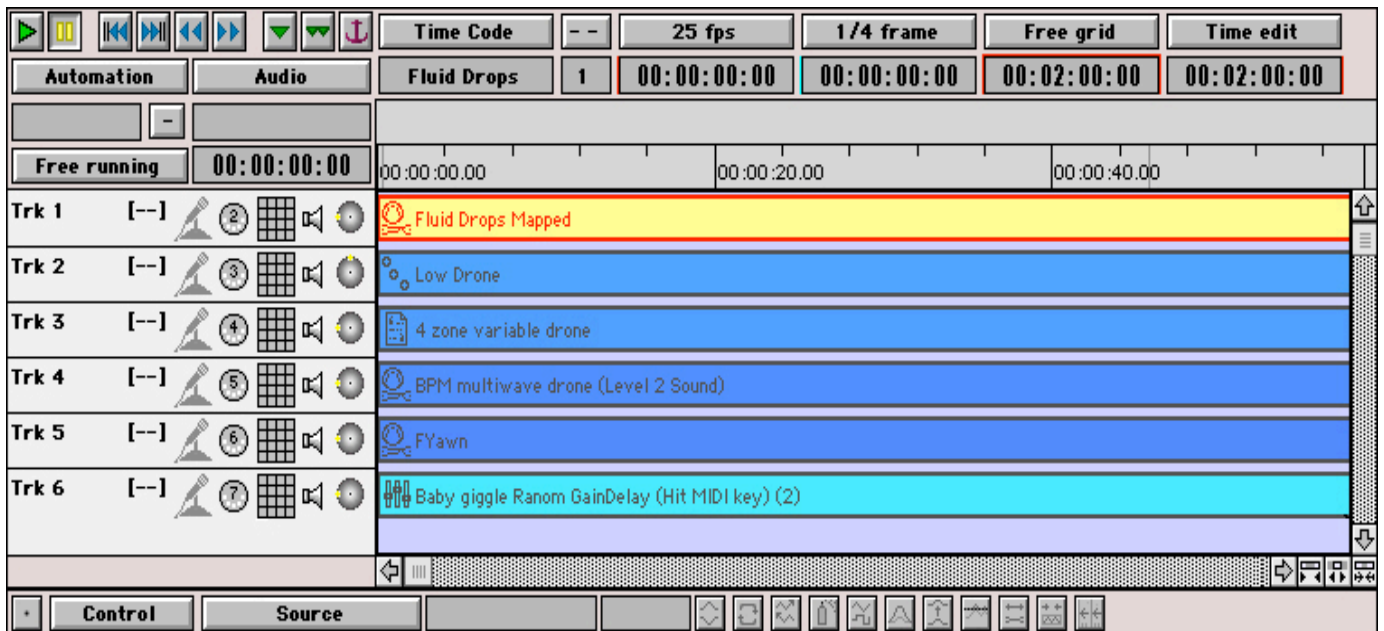 Time Code -- 25 fps 1/4 frame Free grid Time edit
Automation Audio Fluid Drops 1 00:00:00:00 00:00:00:00 00:02:00:00 00:02:00:00
-
Free running 00:00:00:00 00:00:00.00 00:00:20.00 00:00:40.00
Trk 1 [--] 2 Fluid Drops Mapped
Trk 2 [--] 3 Low Drone
Trk 3 [--] 4 4 zone variable drone
Trk 4 [--] 5 BPM multiwave drone (Level 2 Sound)
Trk 5 [--] 6 FYawn
Trk 6 [--] 7 Baby giggle Ranom GainDelay (Hit MIDI key) (2)
Control Source